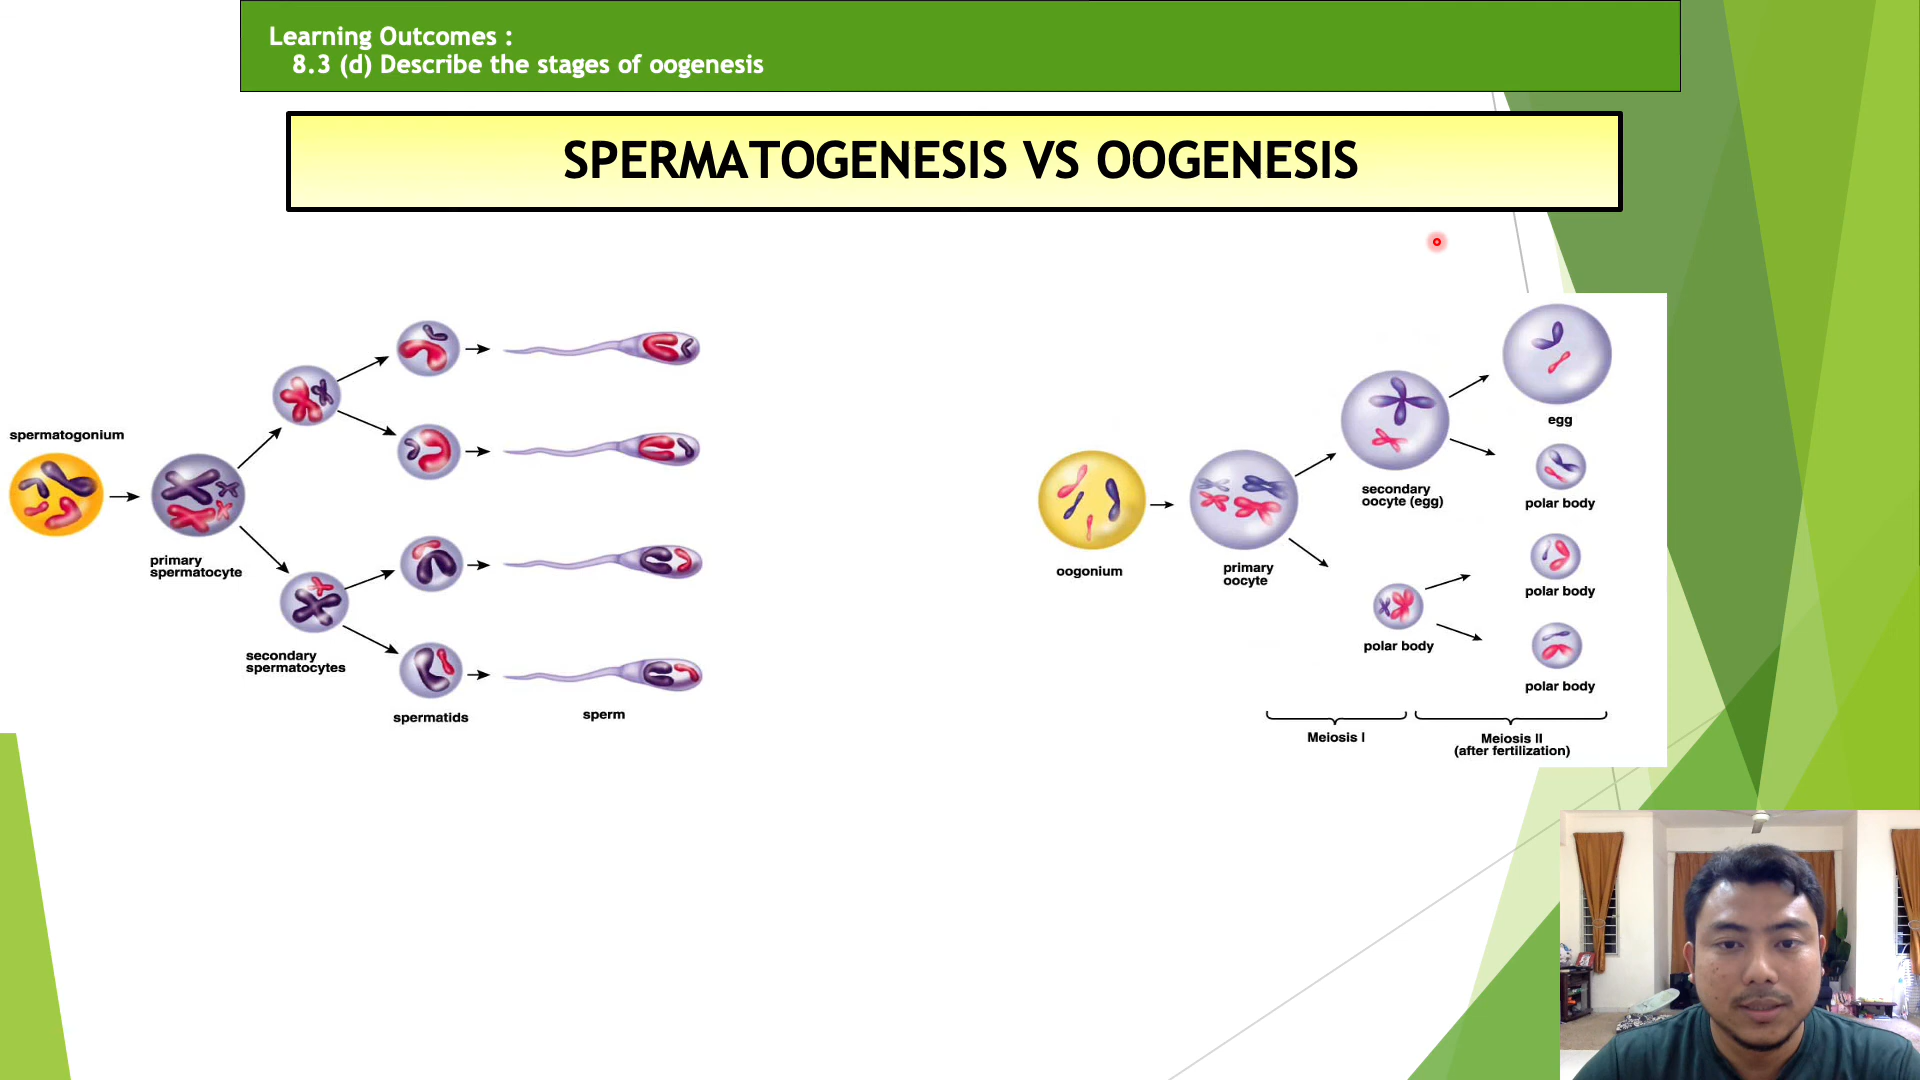 Learning Outcomes :
8.3 (d) Describe the stages of oogenesis
SPERMATOGENESIS VS OOGENESIS
spermatogonium
primary
spermatocyte
secondary
spermatocytes
spermatids
sperm
oogonium
primary
oocyte
secondary
oocyte (egg)
polar body
egg
polar body
polar body
polar body
Meiosis I
Meiosis II
(after fertilization)